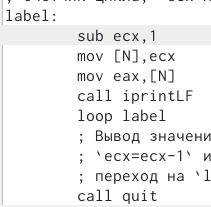 label:
sub ecx,1
mov [N],ecx
mov eax,[N]
call iprintLF
loop label
; Вывод значени
; `ecx=ecx-1` и
; переход на `l
call quit